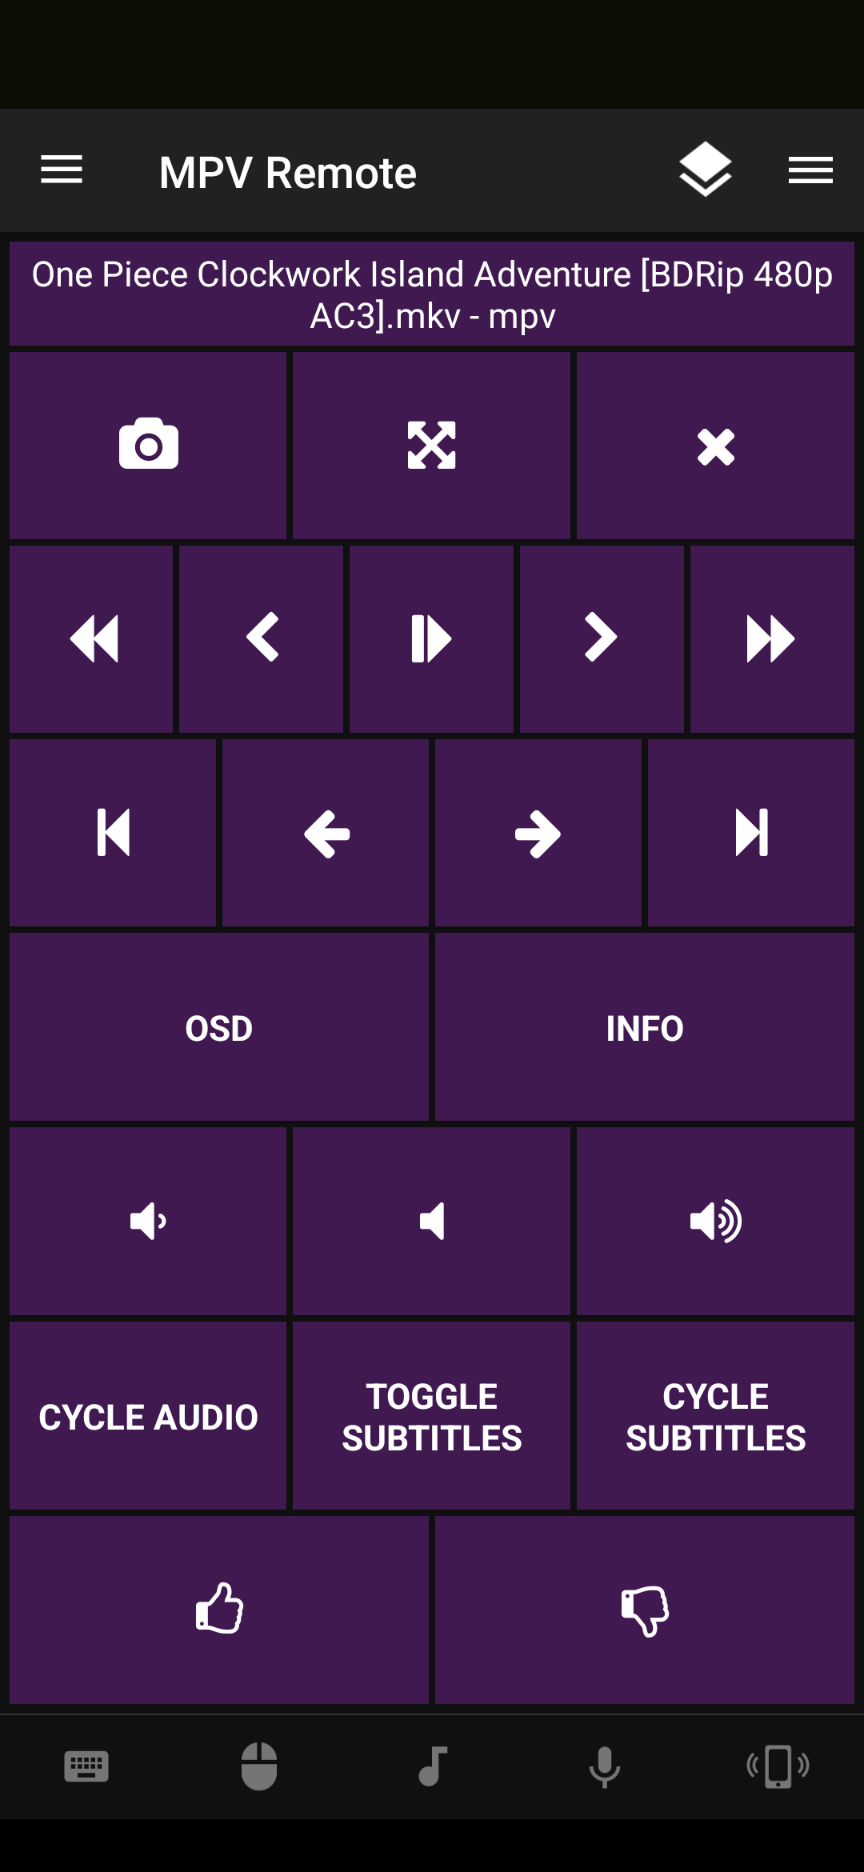 MPV Remote
One Piece Clockwork Island Adventure [BDRip 480p
AC3].mkv - mpv
OSD
INFO
CYCLE AUDIO
TOGGLE
SUBTITLES
CYCLE
SUBTITLES